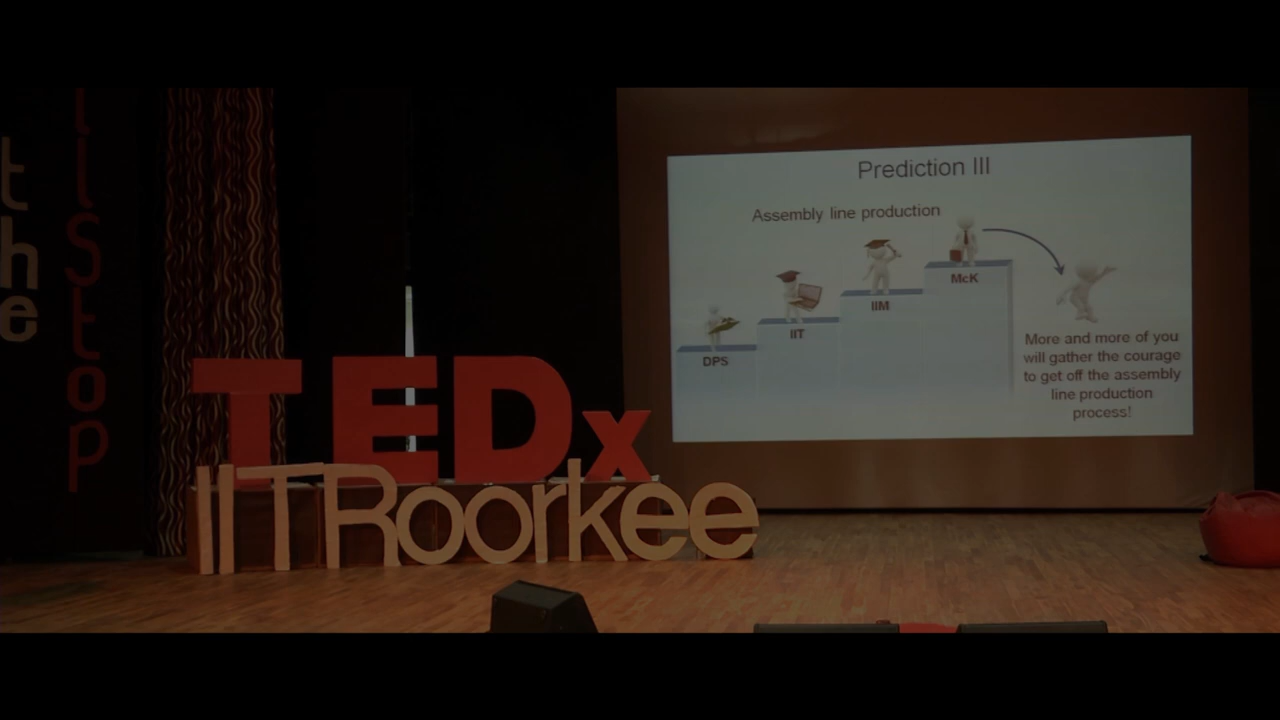 the
Stop
TEDx
IITRoorkee
Prediction III
Assembly line production
DPS
IIT
IIM
McK
More and more of you
will gather the courage
to get off the assembly
line production
process!